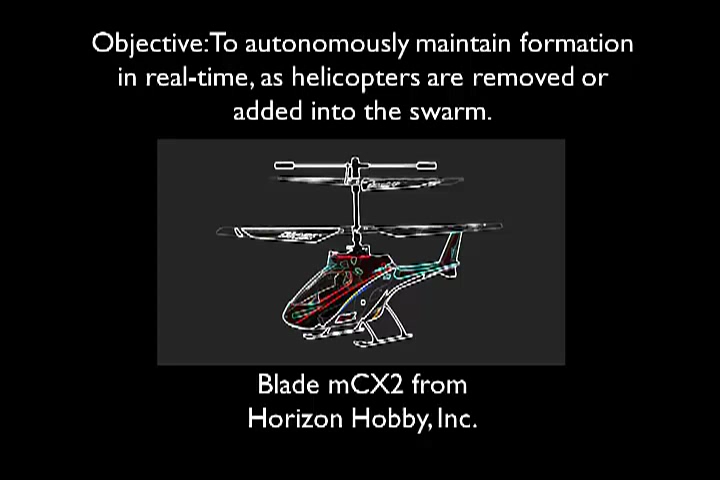 Objective: To autonomously maintain formation
in real-time, as helicopters are removed or
added into the swarm.
Blade mCX2 from
Horizon Hobby, Inc.